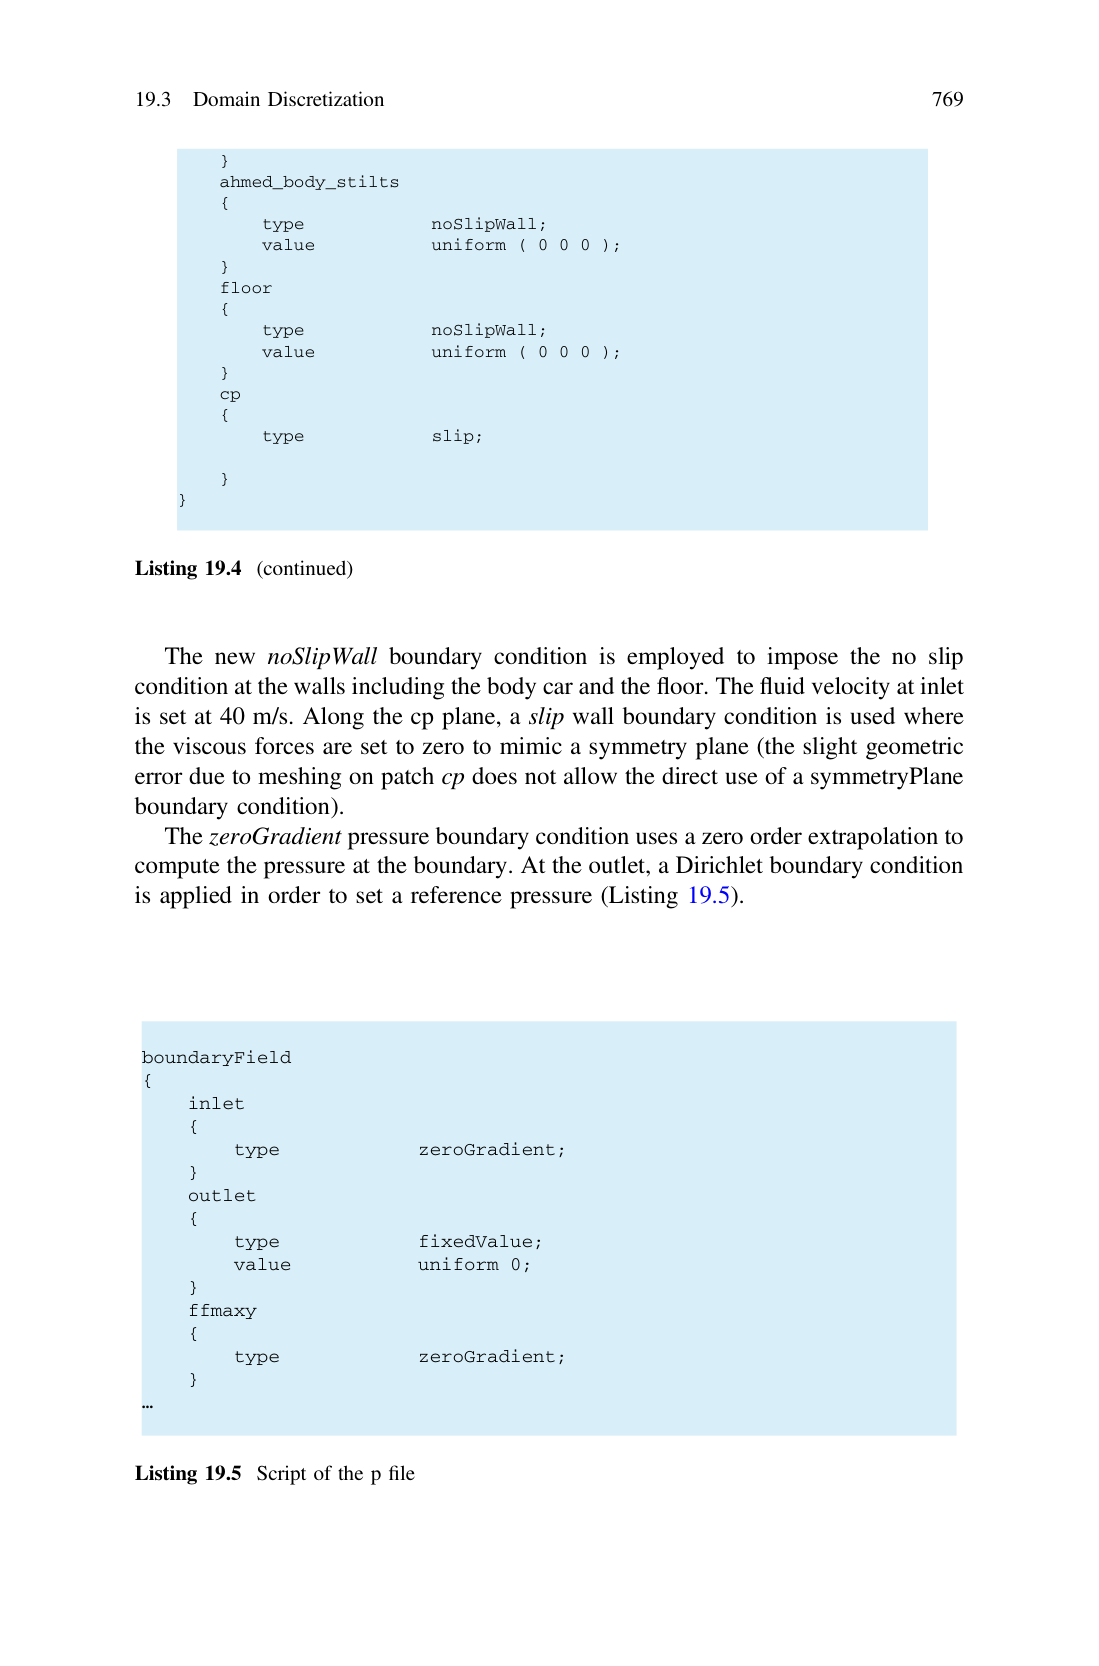 19.3 Domain Discretization 769
}
ahmed_body_stilts
{
type noSlipWall;
value uniform ( 0 0 0 );
}
floor
{
type noSlipWall;
value uniform ( 0 0 0 );
}
cp
{
type slip;
}
}
Listing 19.4 (continued)
The new noSlipWall boundary condition is employed to impose the no slip
condition at the walls including the body car and the floor. The fluid velocity at inlet
is set at 40 m/s. Along the cp plane, a slip wall boundary condition is used where
the viscous forces are set to zero to mimic a symmetry plane (the slight geometric
error due to meshing on patch cp does not allow the direct use of a symmetryPlane
boundary condition).
The zeroGradient pressure boundary condition uses a zero order extrapolation to
compute the pressure at the boundary. At the outlet, a Dirichlet boundary condition
is applied in order to set a reference pressure (Listing 19.5).
boundaryField
{
inlet
{
type zeroGradient;
}
outlet
{
type fixedValue;
value uniform 0;
}
ffmaxy
{
type zeroGradient;
}
…
Listing 19.5 Script of the p file